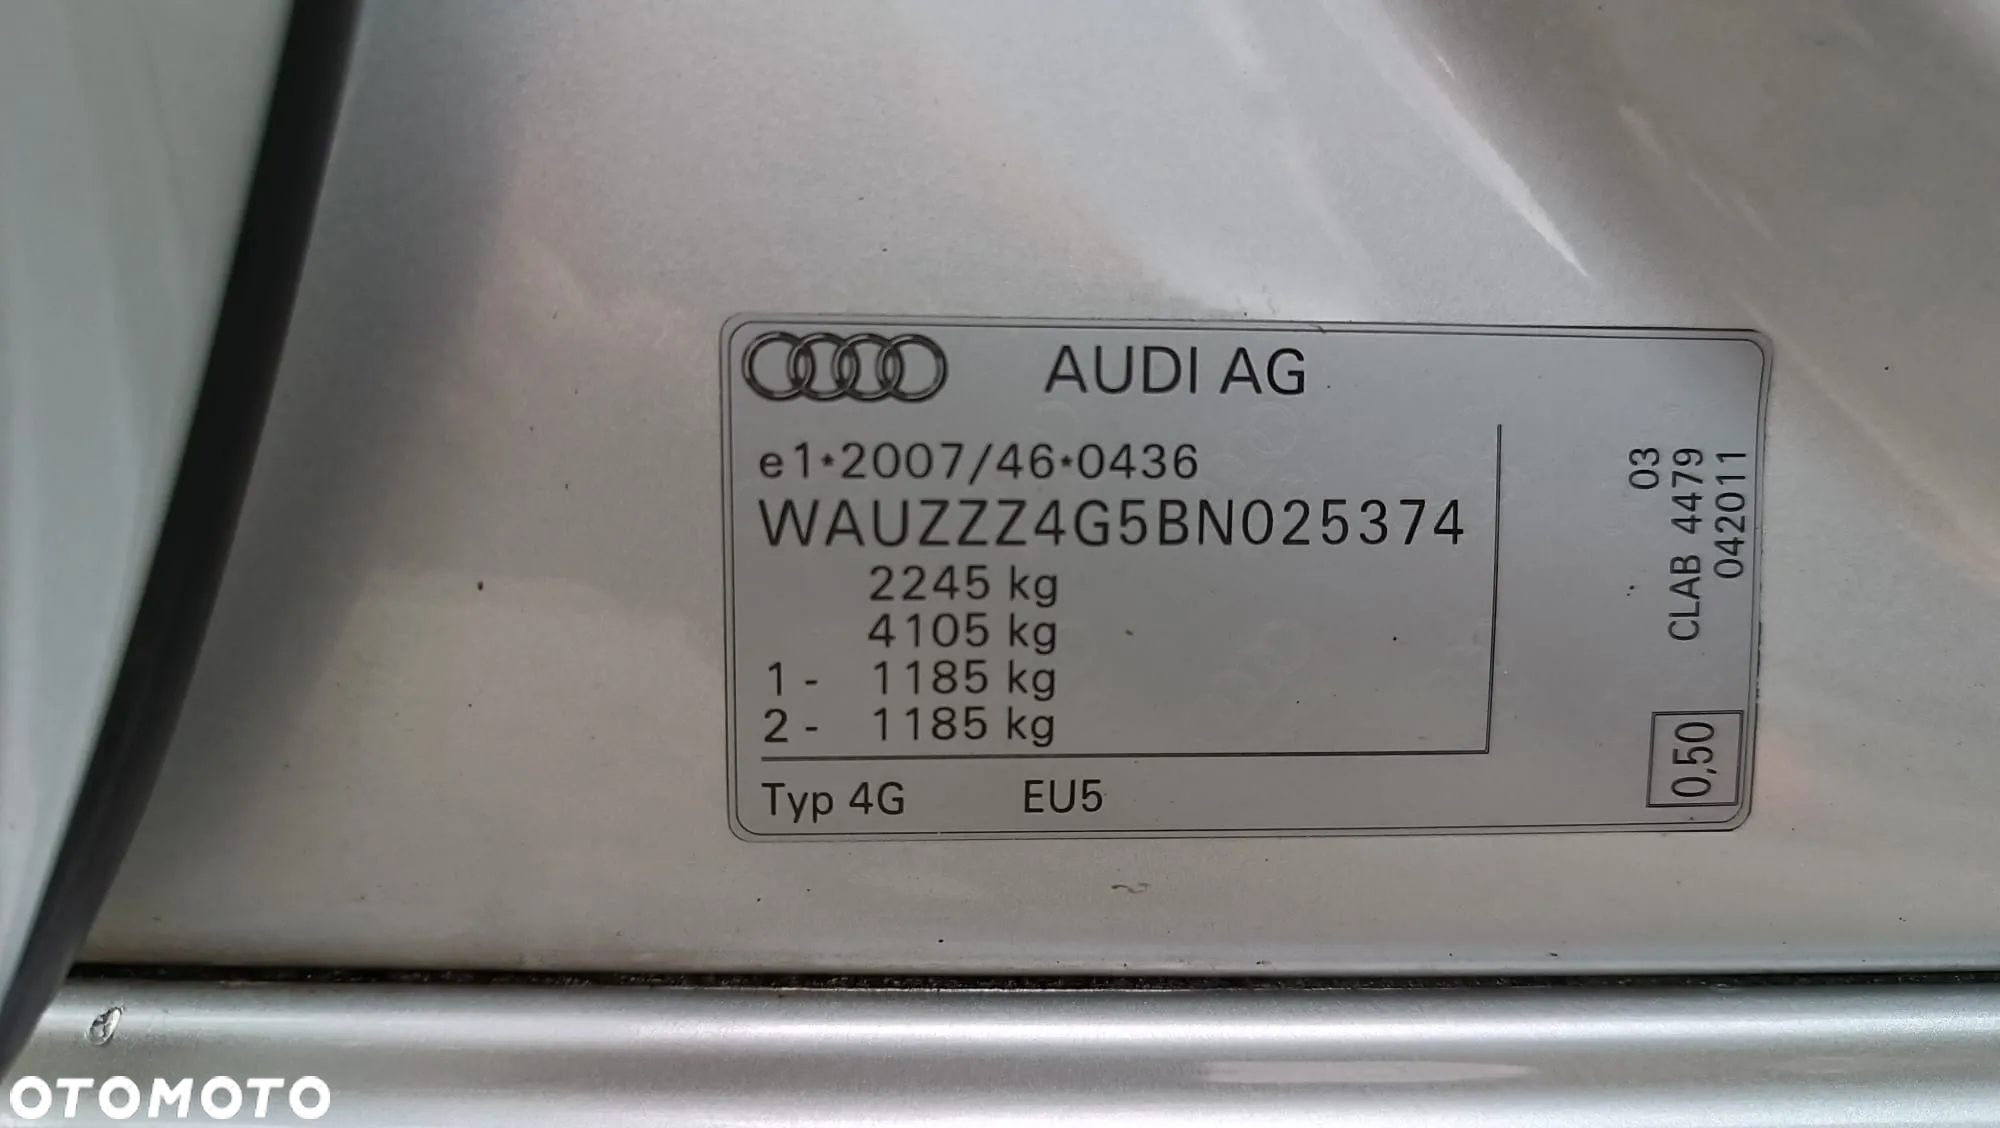 AUDI AG
e1*2007/46*0436
WAUZZZ4G5BN025374
2245 kg
4105 kg
1 - 1185 kg
2 - 1185 kg
Typ 4G EU5
03
CLAB 4479
042011
0,50
OTOMOTO